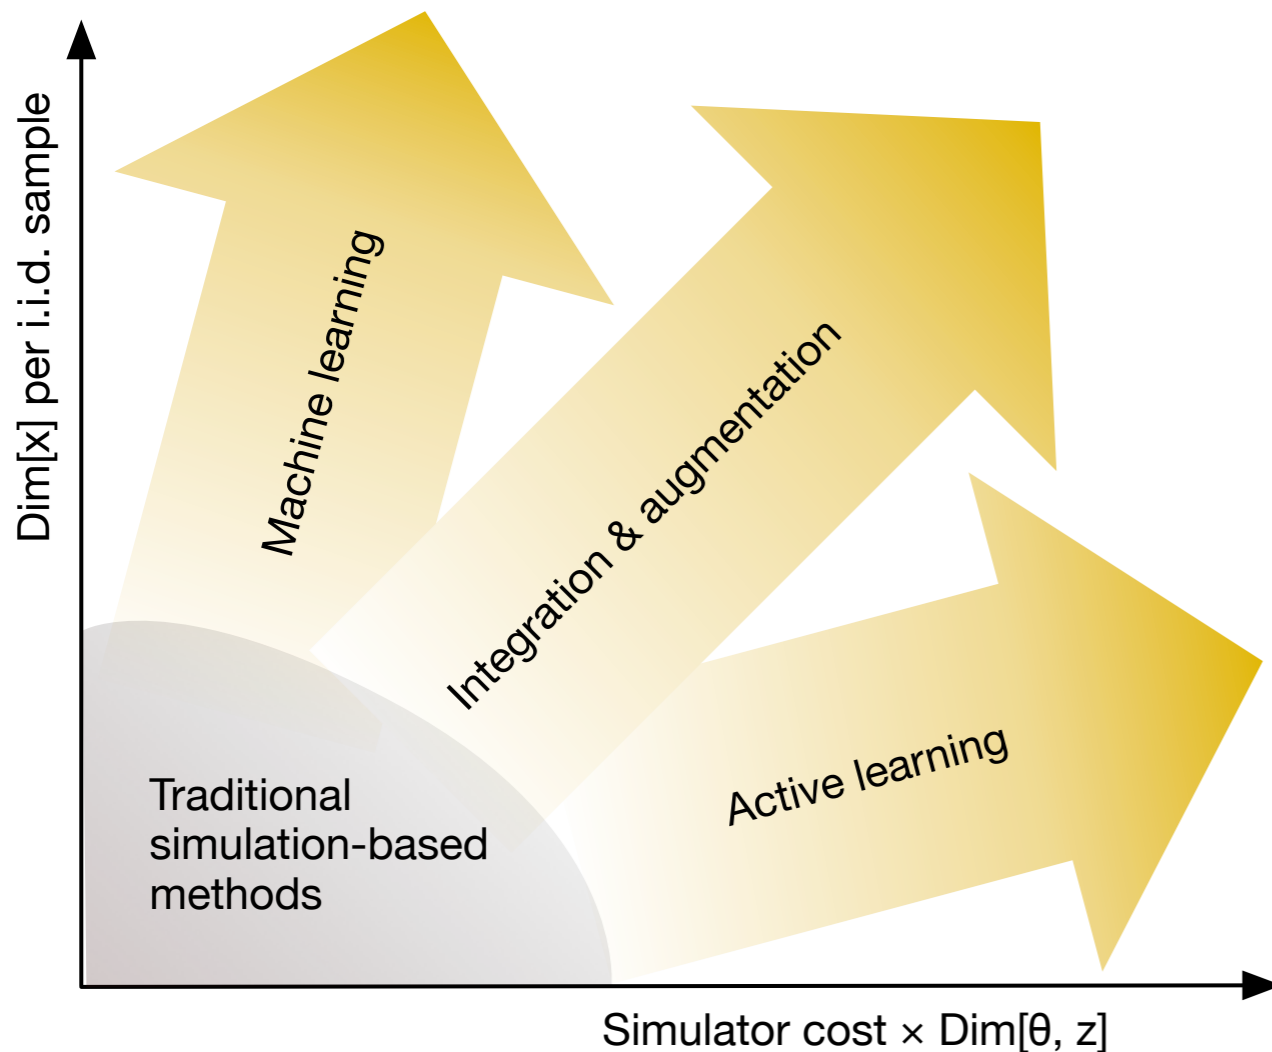 Dim[x] per i.i.d. sample
Machine learning
Integration & augmentation
Active learning
Traditional
simulation-based
methods
Simulator cost × Dim[θ, z]